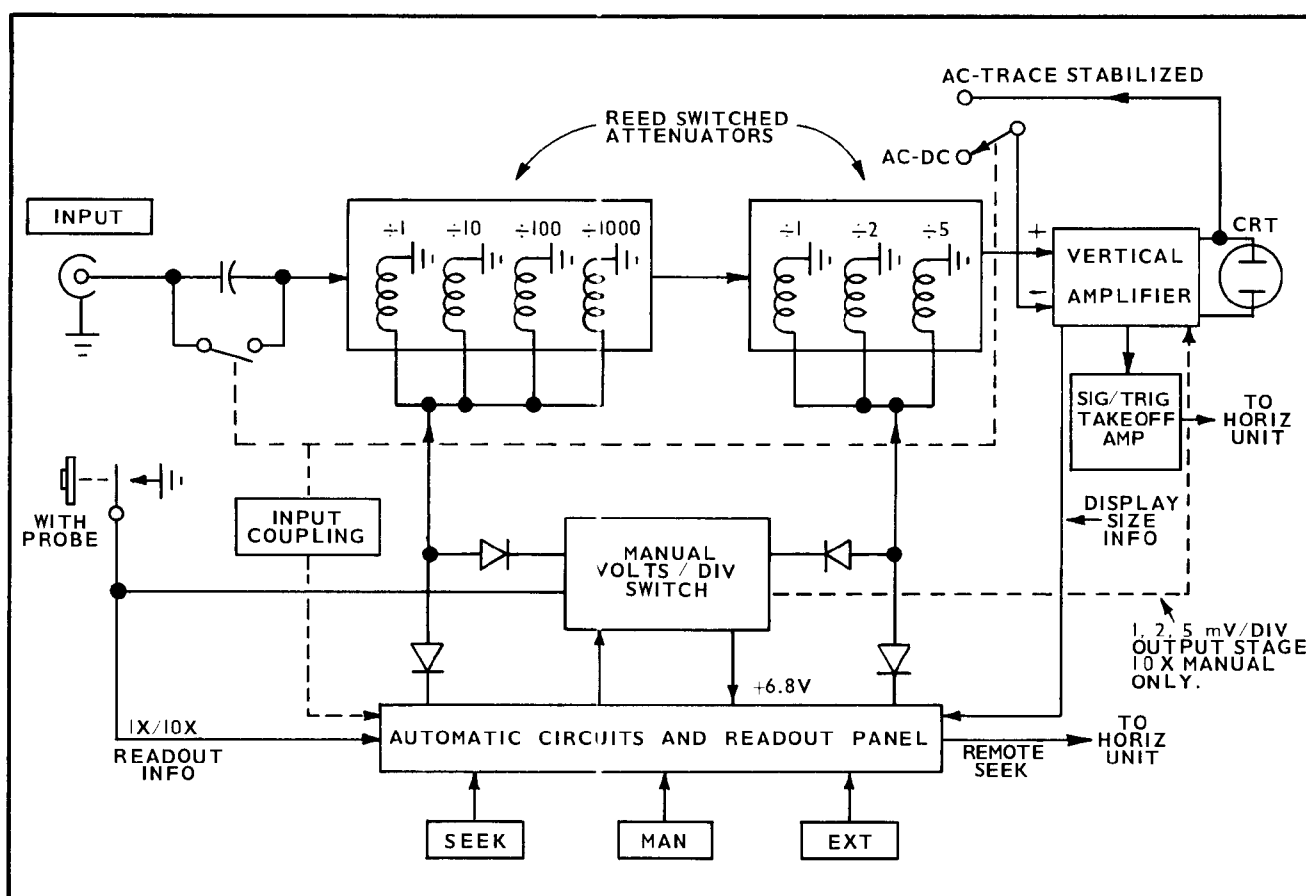 AC-TRACE STABILIZED
REED SWITCHED
ATTENUATORS
AC-DC
INPUT
÷1
÷10
÷100
÷1000
÷1
÷2
÷5
+
VERTICAL
−
AMPLIFIER
CRT
SIG/TRIG
TAKEOFF
AMP
TO
HORIZ
UNIT
WITH
PROBE
INPUT
COUPLING
MANUAL
VOLTS / DIV
SWITCH
DISPLAY
SIZE
INFO
1, 2, 5 mV/DIV
OUTPUT STAGE
10X MANUAL
ONLY.
+6.8V
1X/10X
READOUT
INFO
AUTOMATIC CIRCUITS AND READOUT PANEL
REMOTE
SEEK
TO
HORIZ
UNIT
SEEK
MAN
EXT